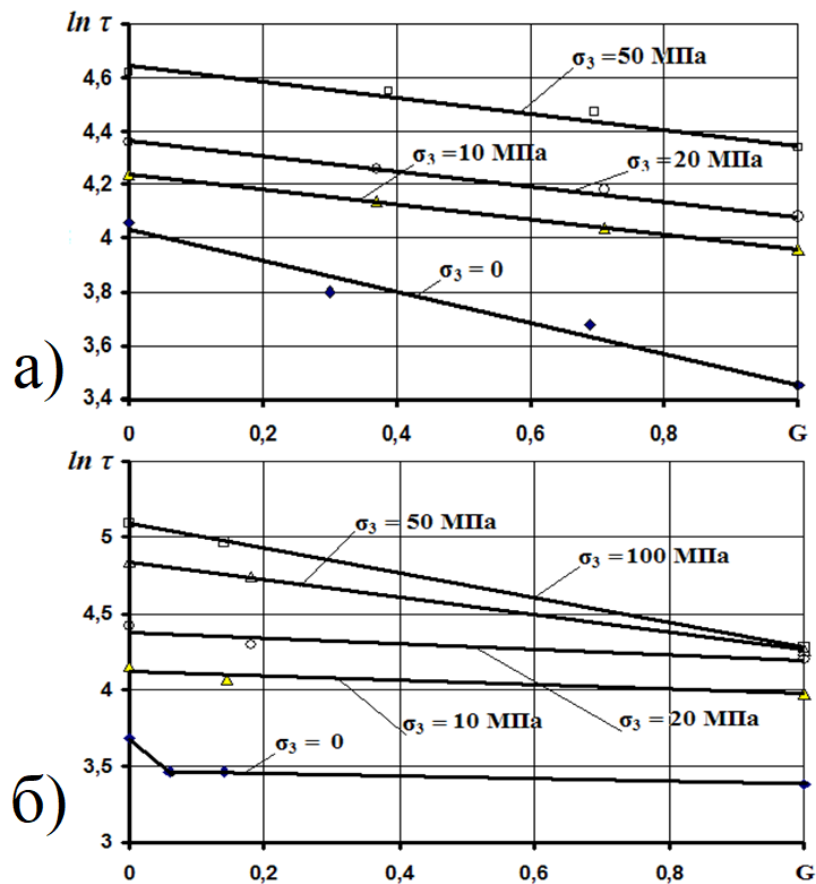 ln τ
4,6
4,4
4,2
4
3,8
3,6
3,4
σ₃ =50 МПа
σ₃ =10 МПа
σ₃ =20 МПа
σ₃ = 0
а)
0 0,2 0,4 0,6 0,8 G
ln τ
5
4,5
4
3,5
3
σ₃ = 50 МПа
σ₃ =100 МПа
σ₃ = 10 МПа
σ₃ = 20 МПа
σ₃ = 0
б)
0 0,2 0,4 0,6 0,8 G